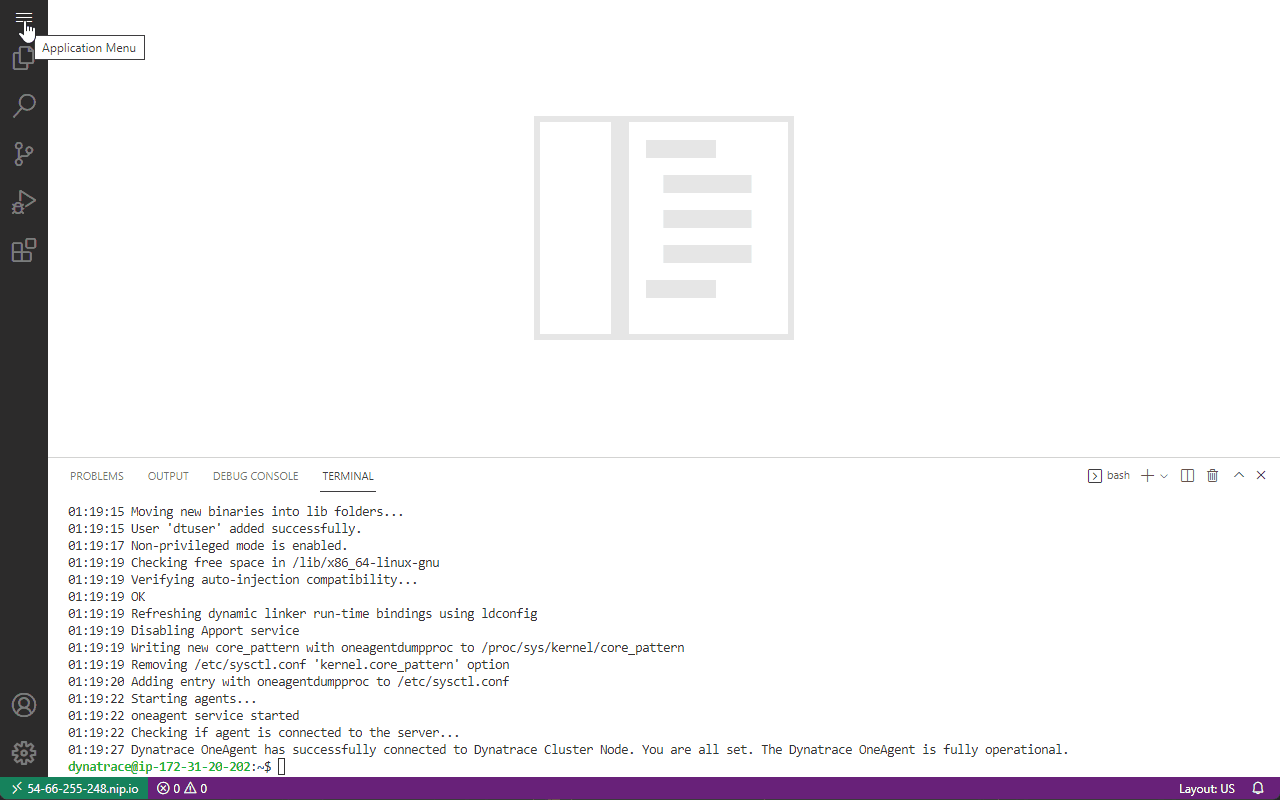 Application Menu
PROBLEMS OUTPUT DEBUG CONSOLE TERMINAL bash
01:19:15 Moving new binaries into lib folders...
01:19:15 User 'dtuser' added successfully.
01:19:17 Non-privileged mode is enabled.
01:19:19 Checking free space in /lib/x86_64-linux-gnu
01:19:19 Verifying auto-injection compatibility...
01:19:19 OK
01:19:19 Refreshing dynamic linker run-time bindings using ldconfig
01:19:19 Disabling Apport service
01:19:19 Writing new core_pattern with oneagentdumpproc to /proc/sys/kernel/core_pattern
01:19:19 Removing /etc/sysctl.conf 'kernel.core_pattern' option
01:19:20 Adding entry with oneagentdumpproc to /etc/sysctl.conf
01:19:22 Starting agents...
01:19:22 oneagent service started
01:19:22 Checking if agent is connected to the server...
01:19:27 Dynatrace OneAgent has successfully connected to Dynatrace Cluster Node. You are all set. The Dynatrace OneAgent is fully operational.
dynatrace@ip-172-31-20-202:~$
54-66-255-248.nip.io 0 0 Layout: US